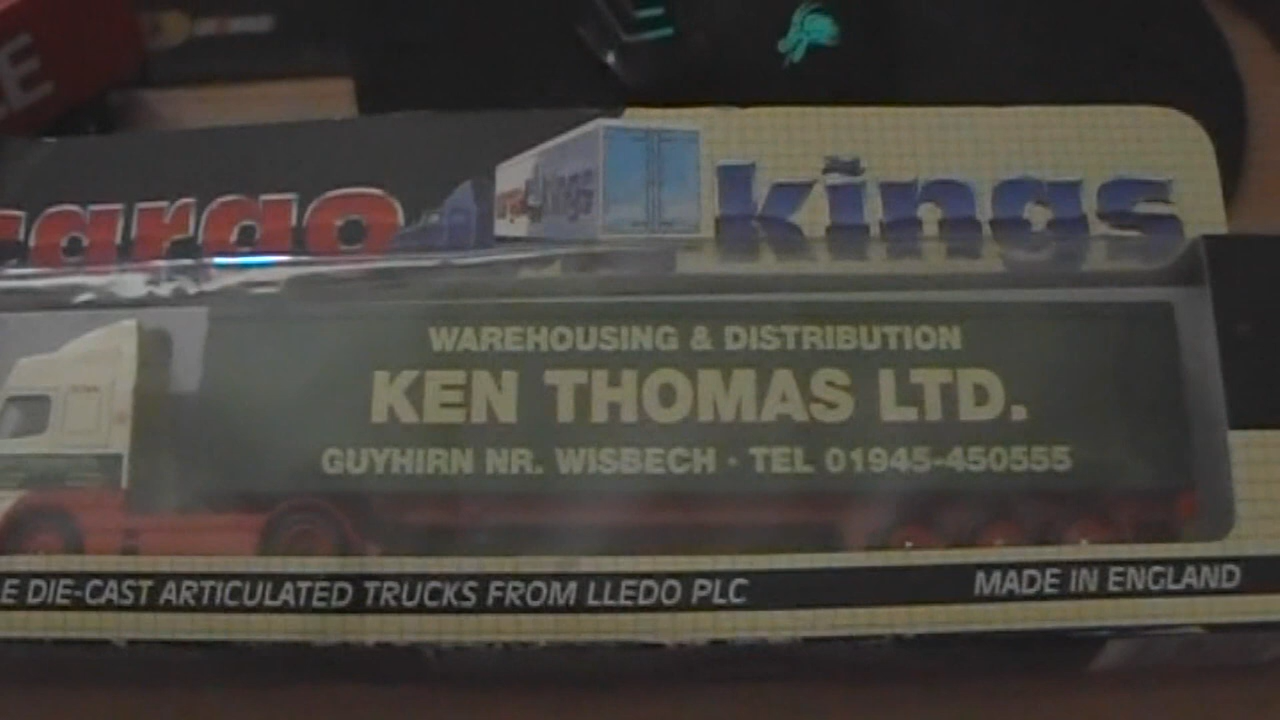 cargo kings
WAREHOUSING & DISTRIBUTION
KEN THOMAS LTD.
GUYHIRN NR. WISBECH · TEL 01945-450555
E DIE-CAST ARTICULATED TRUCKS FROM LLEDO PLC
MADE IN ENGLAND